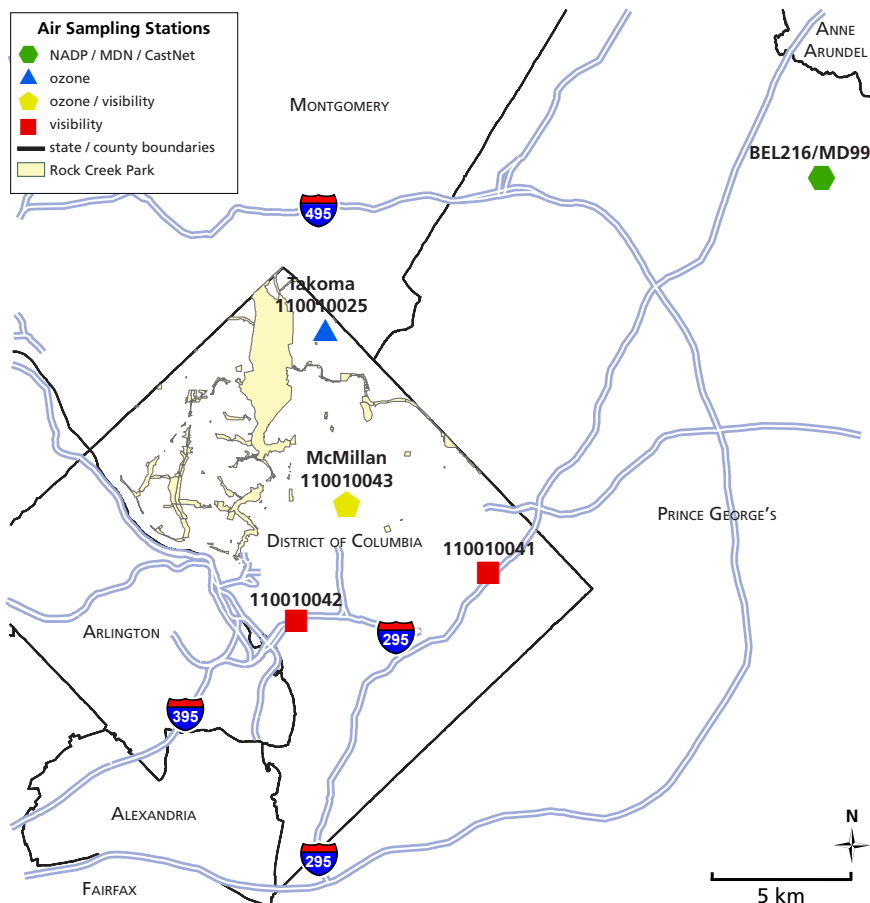 Air Sampling Stations
NADP / MDN / CastNet
ozone
ozone / visibility
visibility
state / county boundaries
Rock Creek Park
ANNE
ARUNDEL
MONTGOMERY
BEL216/MD99
495
Takoma
110010025
McMillan
110010043
PRINCE GEORGE'S
DISTRICT OF COLUMBIA
110010041
110010042
ARLINGTON
295
395
ALEXANDRIA
N
295
FAIRFAX
5 km